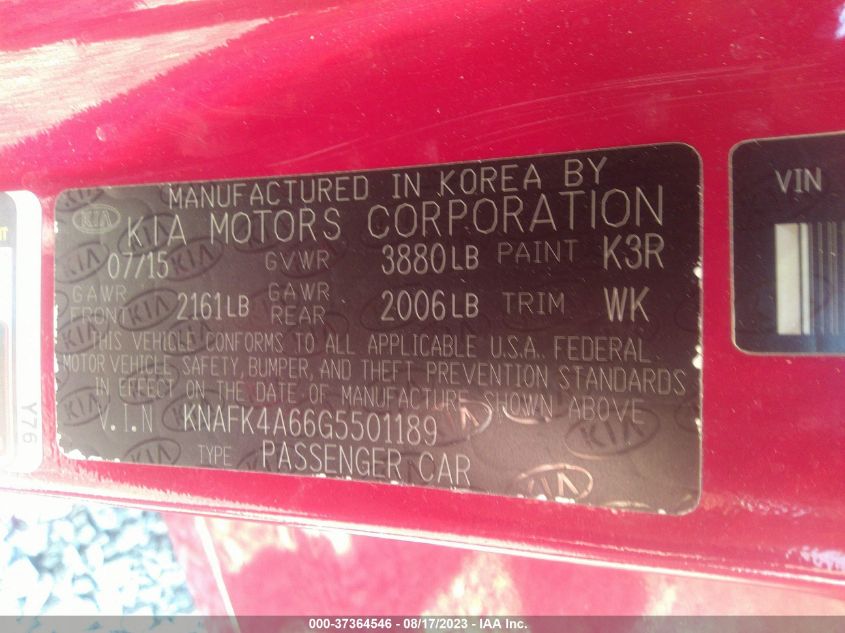 MANUFACTURED IN KOREA BY
KIA KIA MOTORS CORPORATION
07/15 GVWR 3880LB PAINT K3R
GAWR FRONT 2161LB GAWR REAR 2006LB TRIM WK
THIS VEHICLE CONFORMS TO ALL APPLICABLE U.S.A. FEDERAL
MOTOR VEHICLE SAFETY, BUMPER, AND THEFT PREVENTION STANDARDS
IN EFFECT ON THE DATE OF MANUFACTURE SHOWN ABOVE
V.I.N KNAFK4A66G5501189
TYPE PASSENGER CAR
VIN
Y76
000-37364546 - 08/17/2023 - IAA Inc.